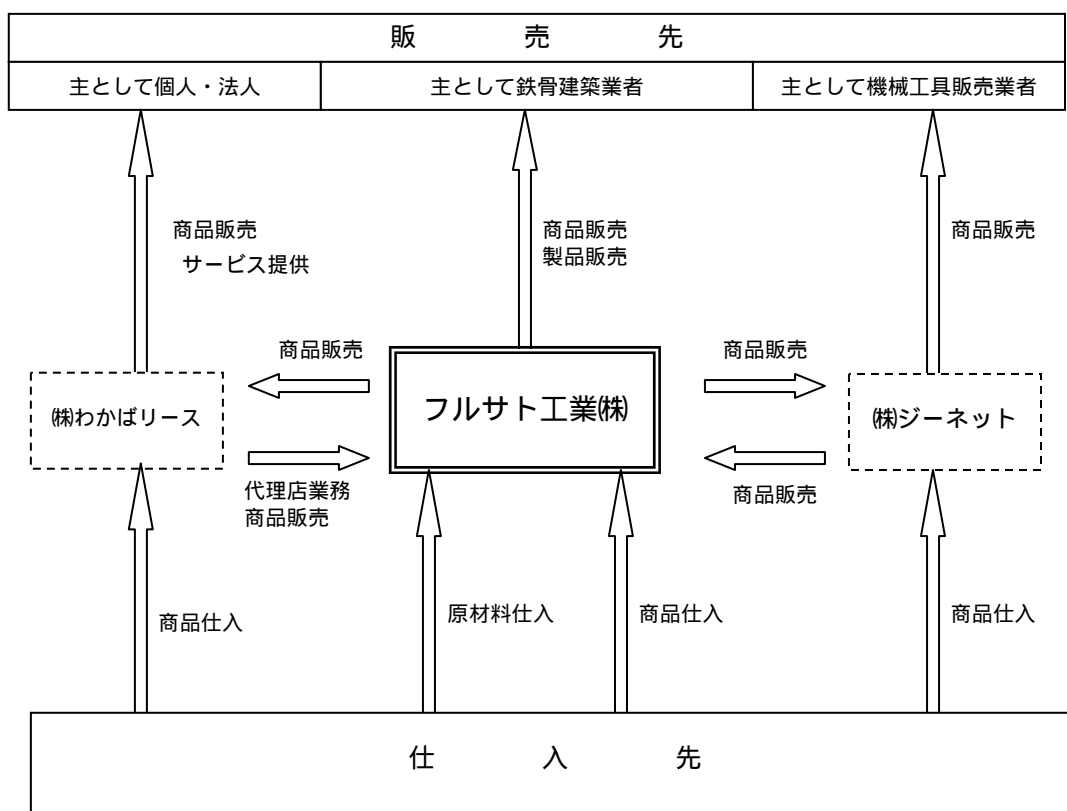 販売先
主として個人・法人
主として鉄骨建築業者
主として機械工具販売業者
商品販売
サービス提供
商品販売
製品販売
商品販売
商品販売
商品販売
㈱わかばリース
フルサト工業㈱
㈱ジーネット
代理店業務
商品販売
商品販売
商品仕入
原材料仕入
商品仕入
商品仕入
仕入先